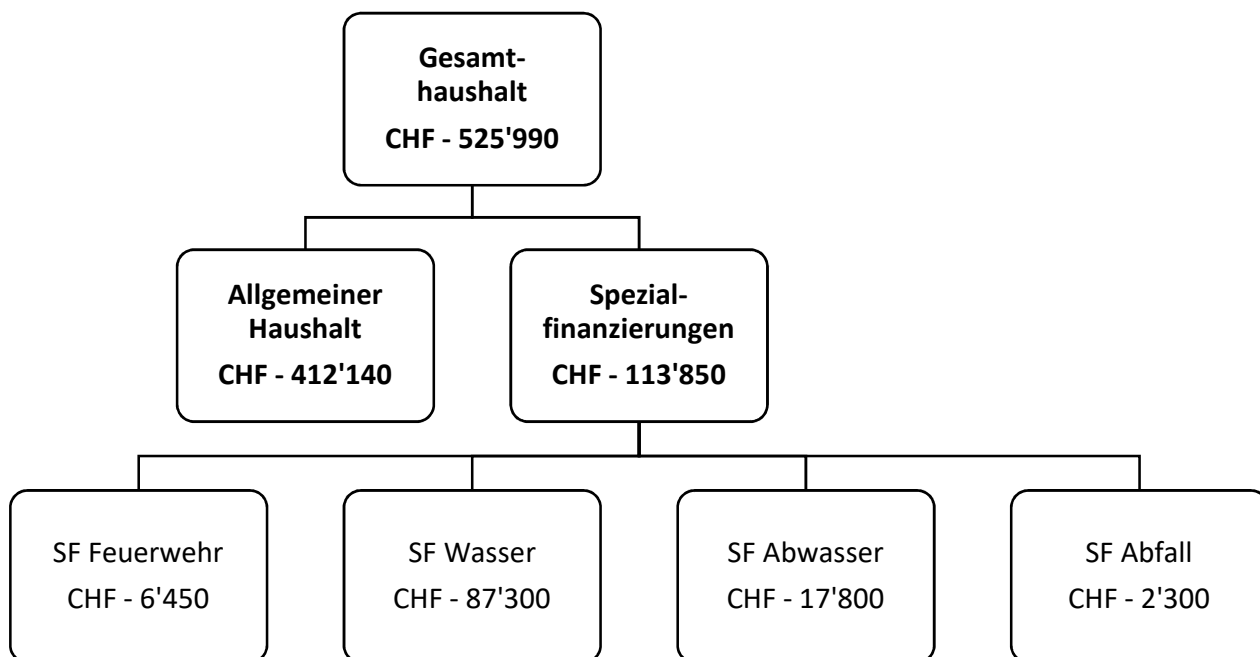 Gesamt-
haushalt
CHF - 525'990
Allgemeiner
Haushalt
CHF - 412'140
Spezial-
finanzierungen
CHF - 113'850
SF Feuerwehr
CHF - 6'450
SF Wasser
CHF - 87'300
SF Abwasser
CHF - 17'800
SF Abfall
CHF - 2'300